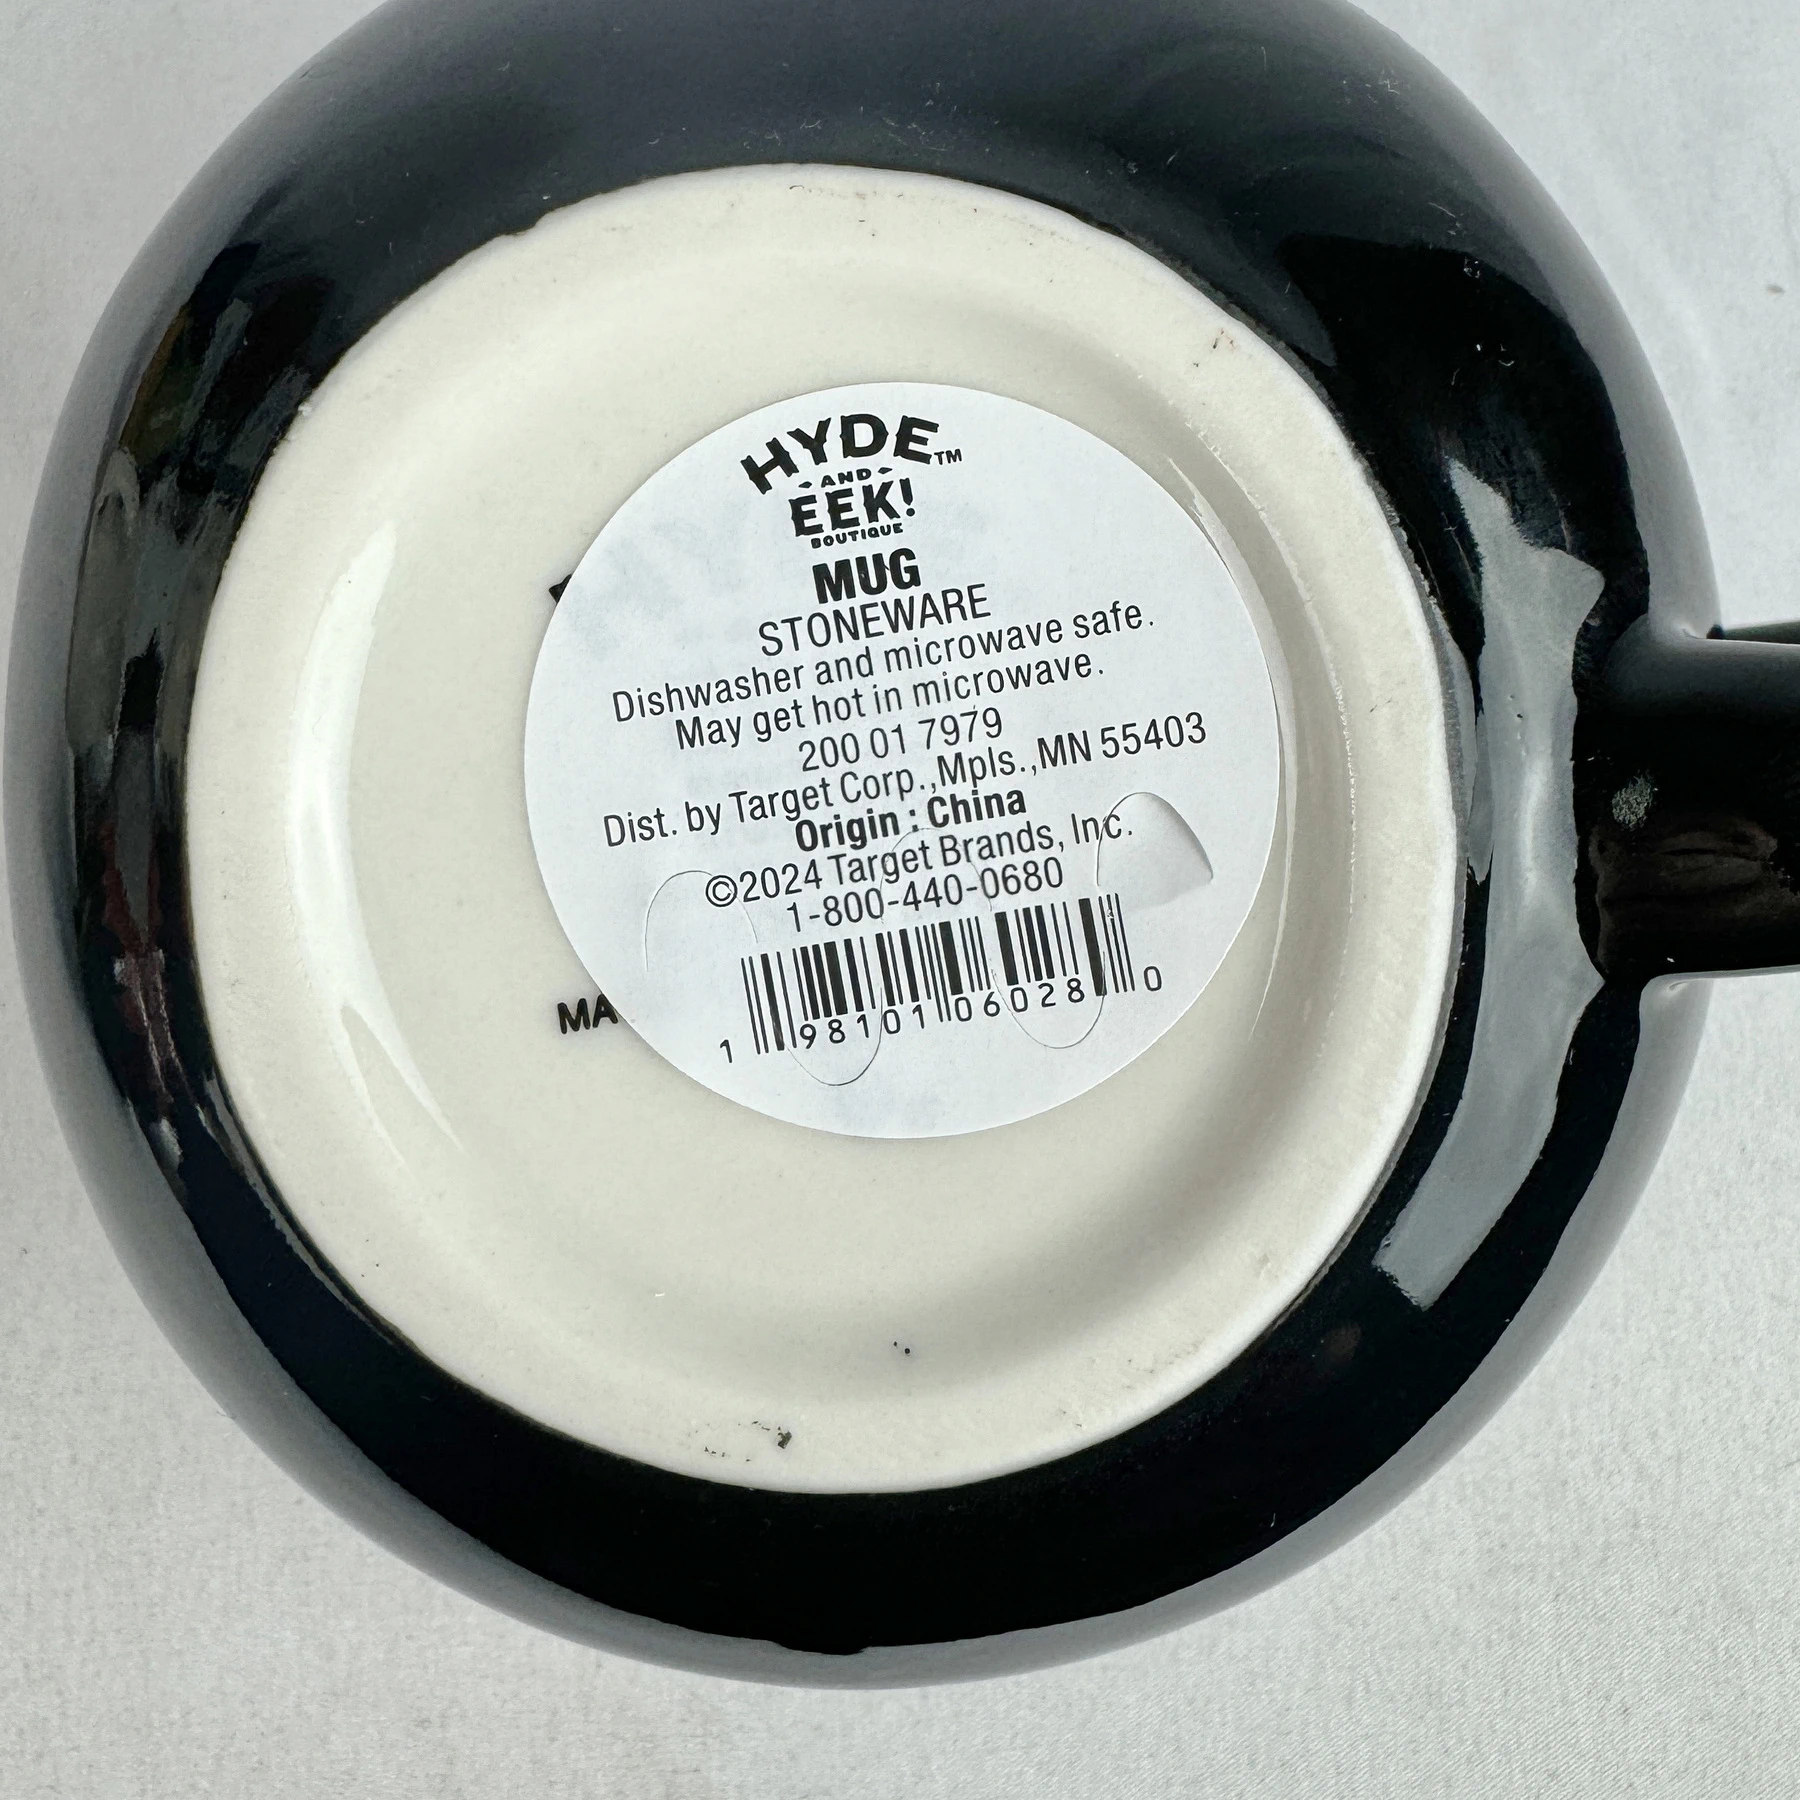 HYDE™
AND
EEK!
BOUTIQUE
MUG
STONEWARE
Dishwasher and microwave safe.
May get hot in microwave.
200 01 7979
Dist. by Target Corp.,Mpls.,MN 55403
Origin : China
©2024 Target Brands, Inc.
1-800-440-0680
1 98101 06028 0
MA